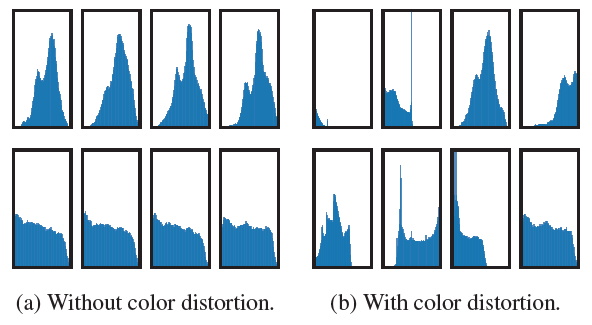 (a) Without color distortion.
(b) With color distortion.